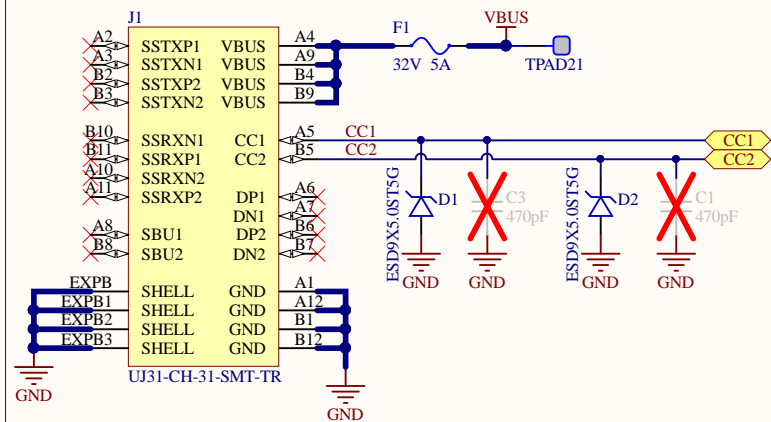 J1
F1
VBUS
32V 5A
TPAD21
A2 SSTXP1 VBUS A4
A3 SSTXN1 VBUS A9
B2 SSTXP2 VBUS B4
B3 SSTXN2 VBUS B9
B10 SSRXN1 CC1 A5 CC1 CC1
B11 SSRXP1 CC2 B5 CC2 CC2
A10 SSRXN2
A11 SSRXP2 DP1 A6
DN1 A7
A8 SBU1 DP2 B6
B8 SBU2 DN2 B7
ESD9X5.0ST5G D1 C3 470pF ESD9X5.0ST5G D2 C1 470pF
GND GND GND GND
EXPB SHELL GND A1
EXPB1 SHELL GND A12
EXPB2 SHELL GND B1
EXPB3 SHELL GND B12
UJ31-CH-31-SMT-TR
GND GND